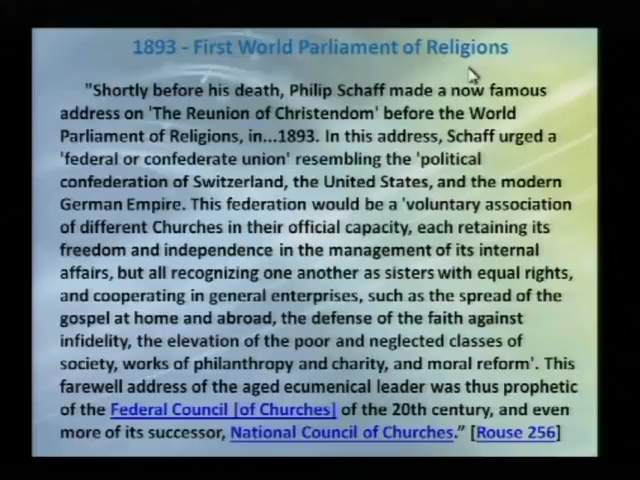 1893 - First World Parliament of Religions
"Shortly before his death, Philip Schaff made a now famous
address on 'The Reunion of Christendom' before the World
Parliament of Religions, in...1893. In this address, Schaff urged a
'federal or confederate union' resembling the 'political
confederation of Switzerland, the United States, and the modern
German Empire. This federation would be a 'voluntary association
of different Churches in their official capacity, each retaining its
freedom and independence in the management of its internal
affairs, but all recognizing one another as sisters with equal rights,
and cooperating in general enterprises, such as the spread of the
gospel at home and abroad, the defense of the faith against
infidelity, the elevation of the poor and neglected classes of
society, works of philanthropy and charity, and moral reform'. This
farewell address of the aged ecumenical leader was thus prophetic
of the Federal Council [of Churches] of the 20th century, and even
more of its successor, National Council of Churches.” [Rouse 256]